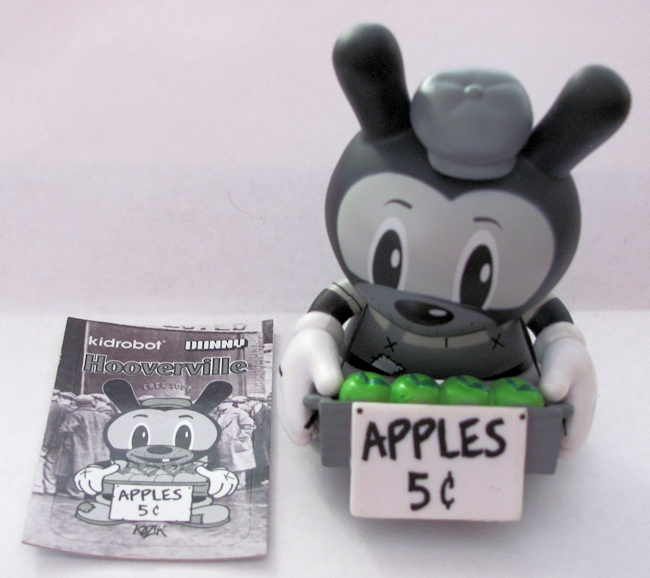 kidrobot DUNNY
Hooverville
FREE SOUP
APPLES
5¢
APPLES
5¢